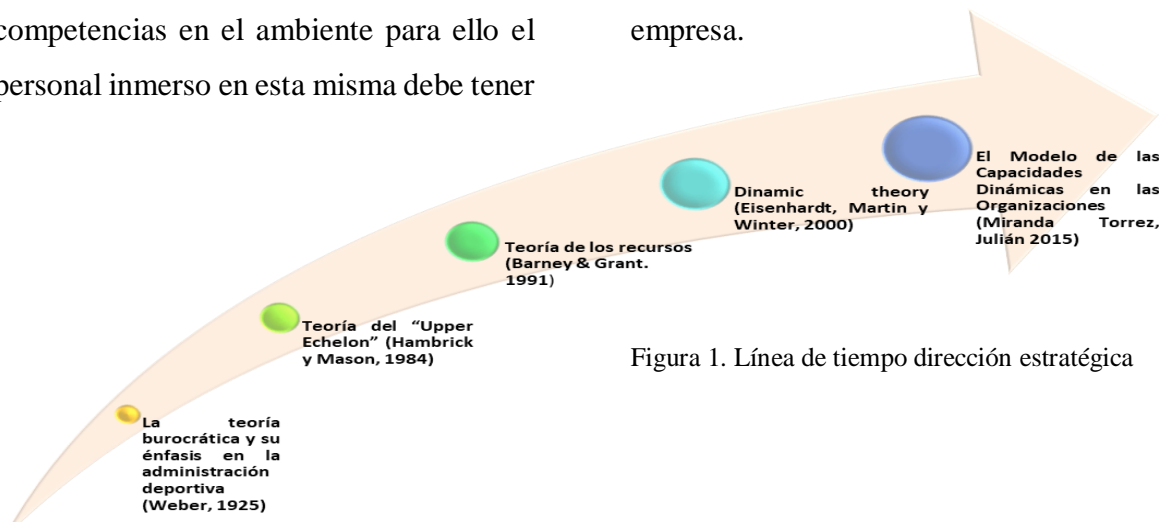 competencias en el ambiente para ello el
personal inmerso en esta misma debe tener
empresa.
El Modelo de las
Capacidades
Dinámicas en las
Organizaciones
(Miranda Torrez,
Julián 2015)
Dinamic theory
(Eisenhardt, Martin y
Winter, 2000)
Teoría de los recursos
(Barney & Grant.
1991)
Teoría del “Upper
Echelon” (Hambrick
y Mason, 1984)
La teoría
burocrática y su
énfasis en la
administración
deportiva
(Weber, 1925)
Figura 1. Línea de tiempo dirección estratégica